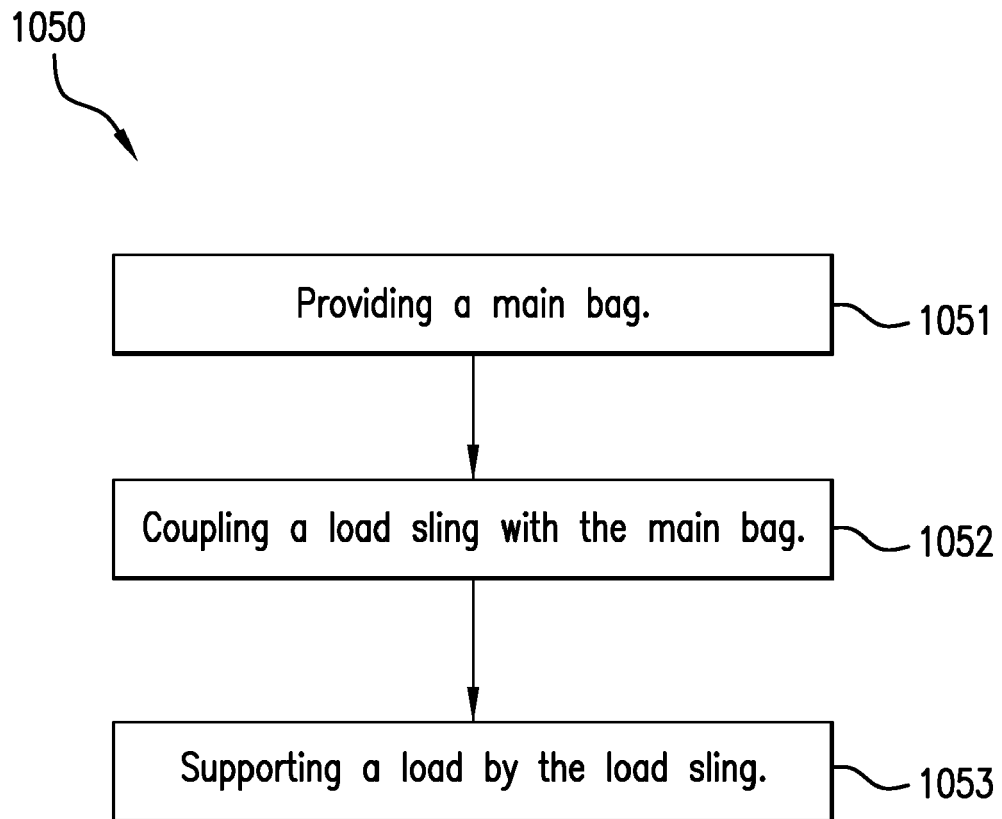 1050
Providing a main bag.
1051
Coupling a load sling with the main bag.
1052
Supporting a load by the load sling.
1053